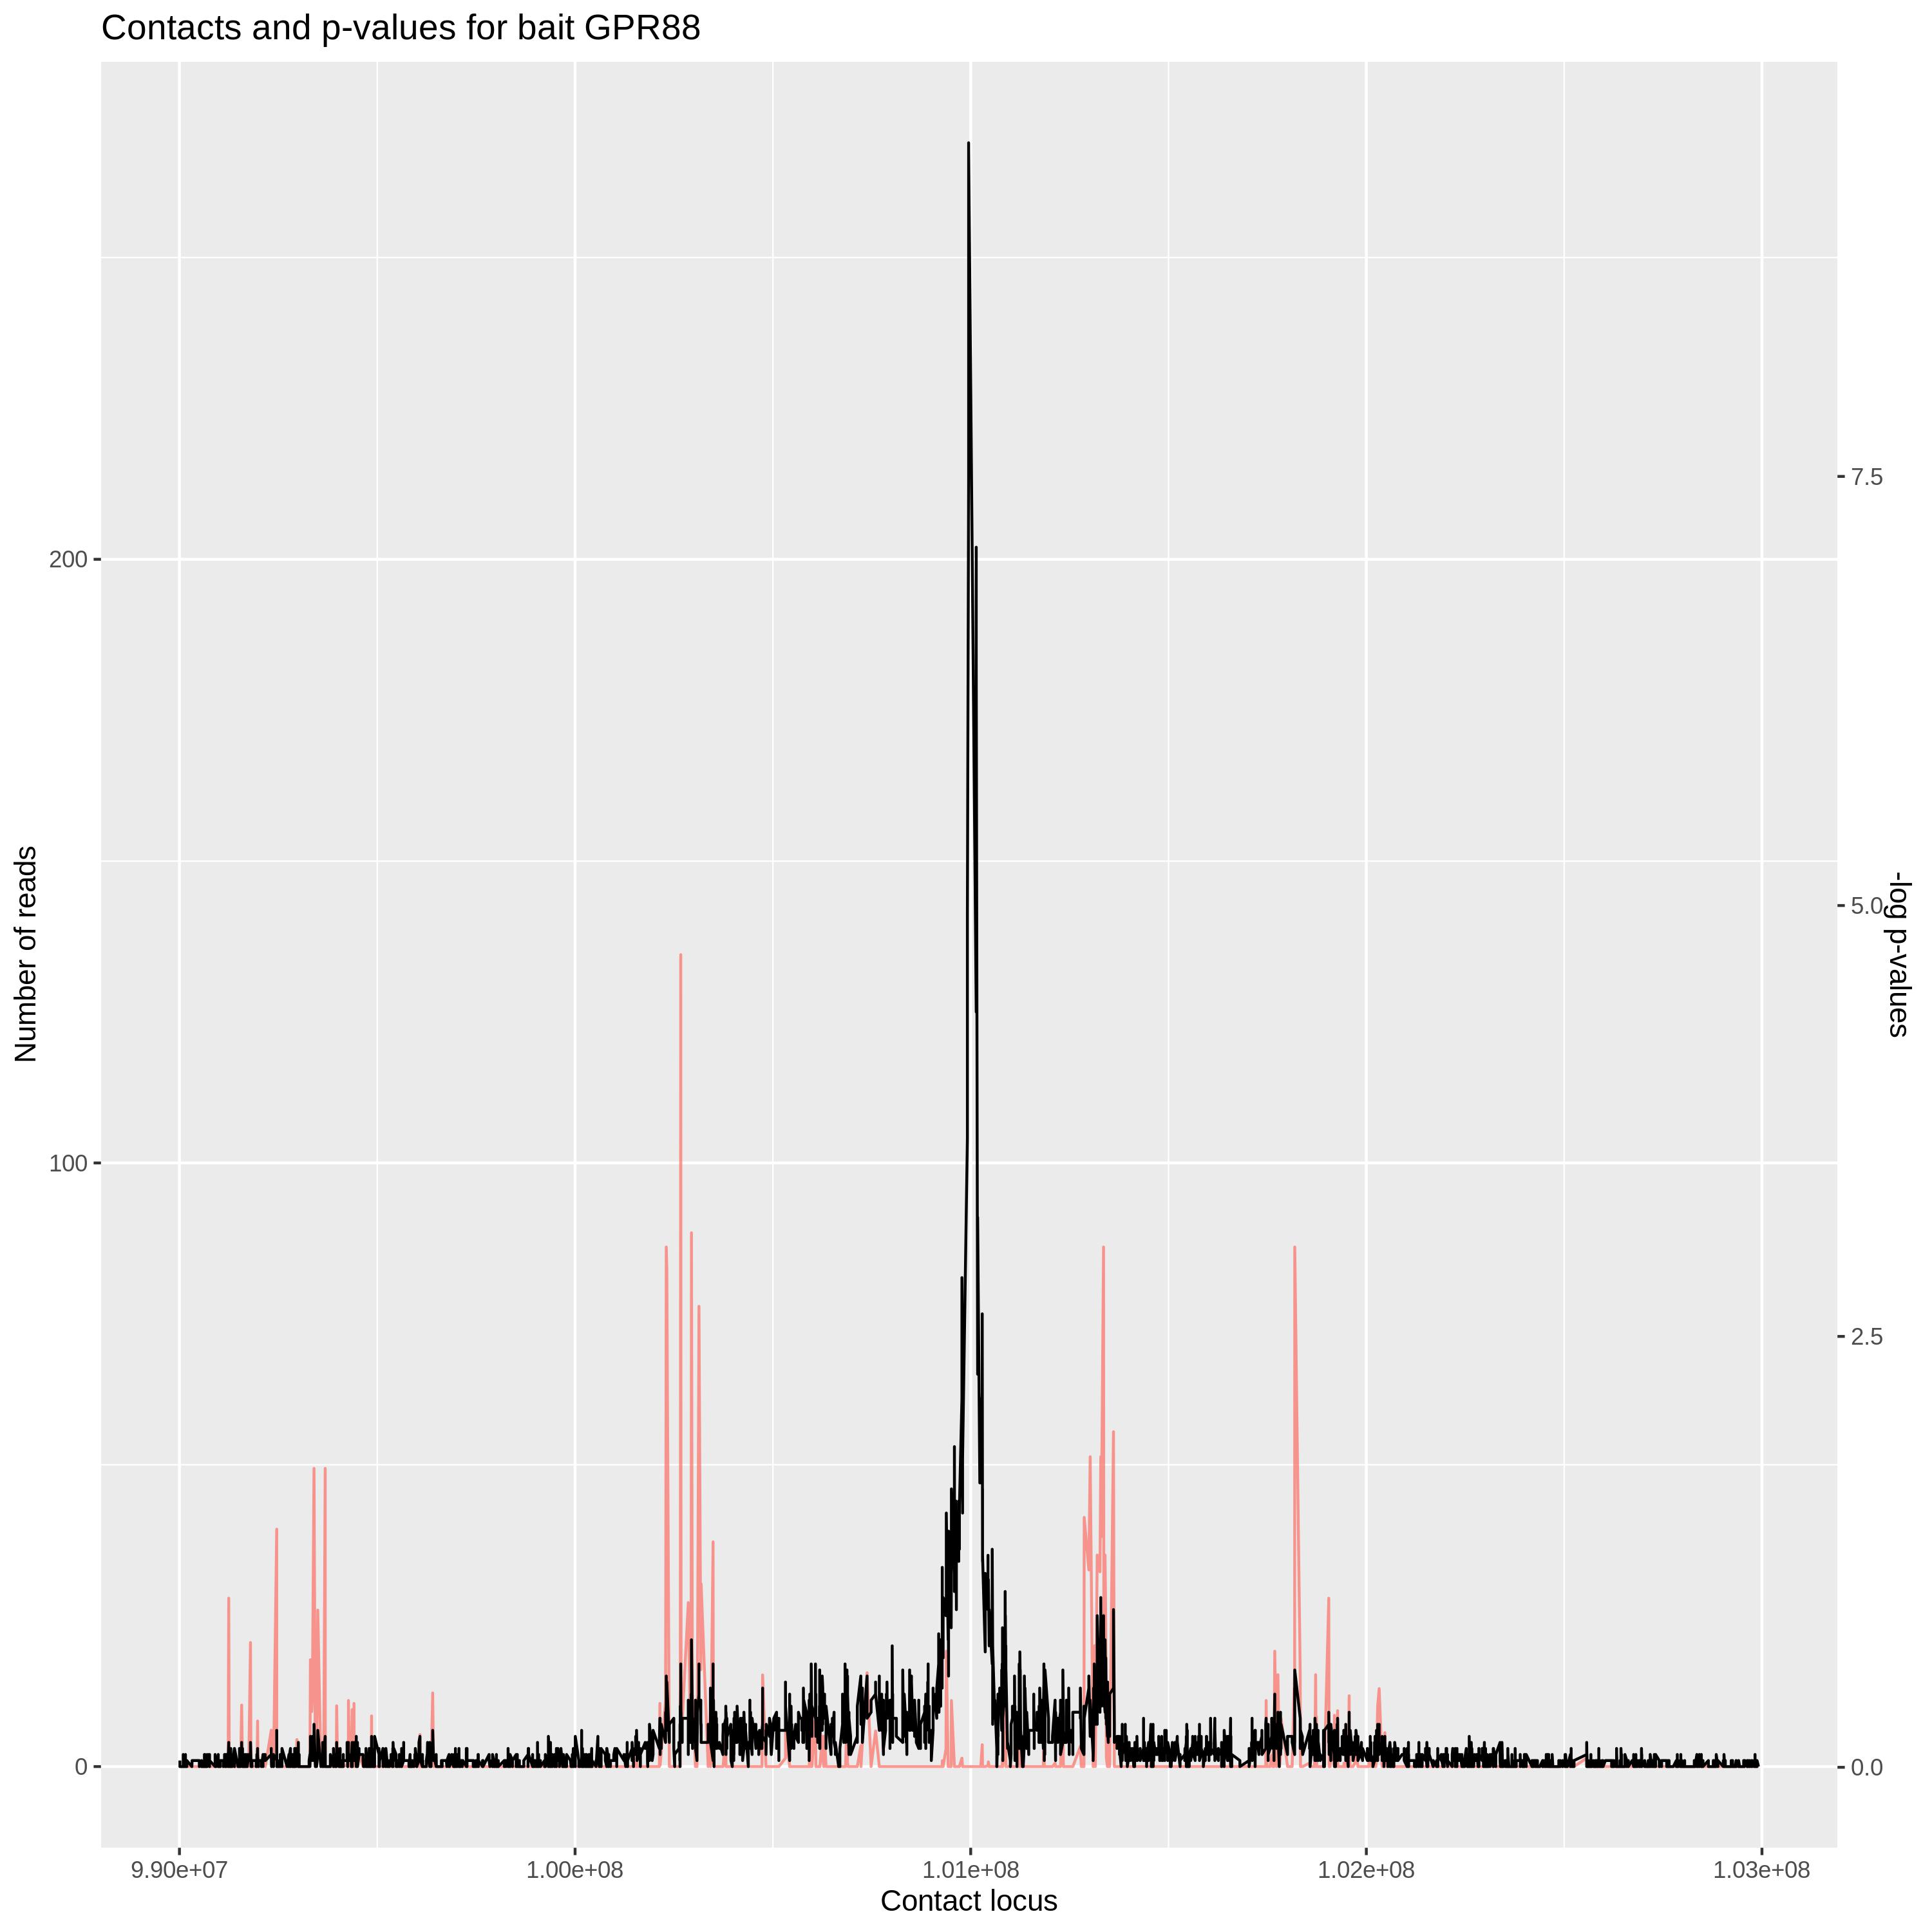 Contacts and p-values for bait GPR88
200
100
0
Number of reads
7.5
5.0
2.5
0.0
-log p-values
9.90e+07 1.00e+08 1.01e+08 1.02e+08 1.03e+08
Contact locus